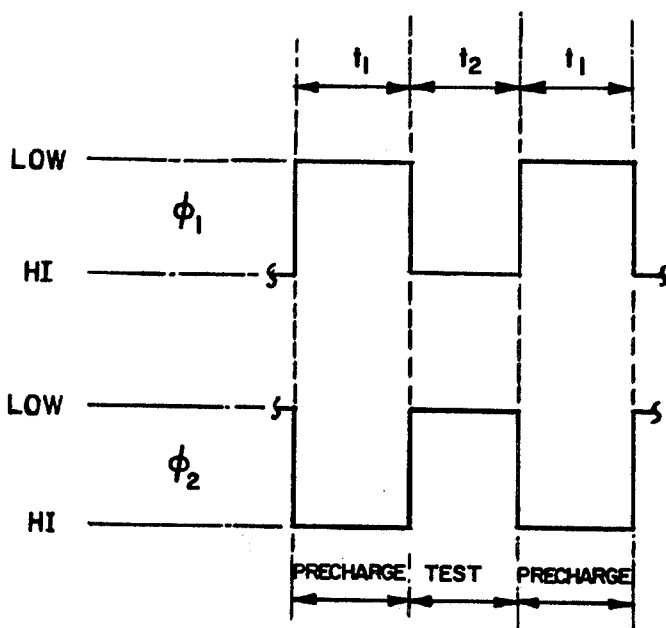 t1 t2 t1
LOW
ϕ1
HI
LOW
ϕ2
HI
PRECHARGE TEST PRECHARGE